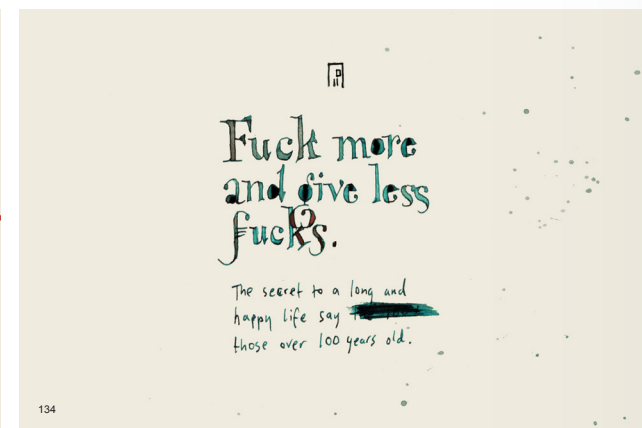 Fuck more
and give less
fucks.
The secret to a long and
happy life say
those over 100 years old.
134